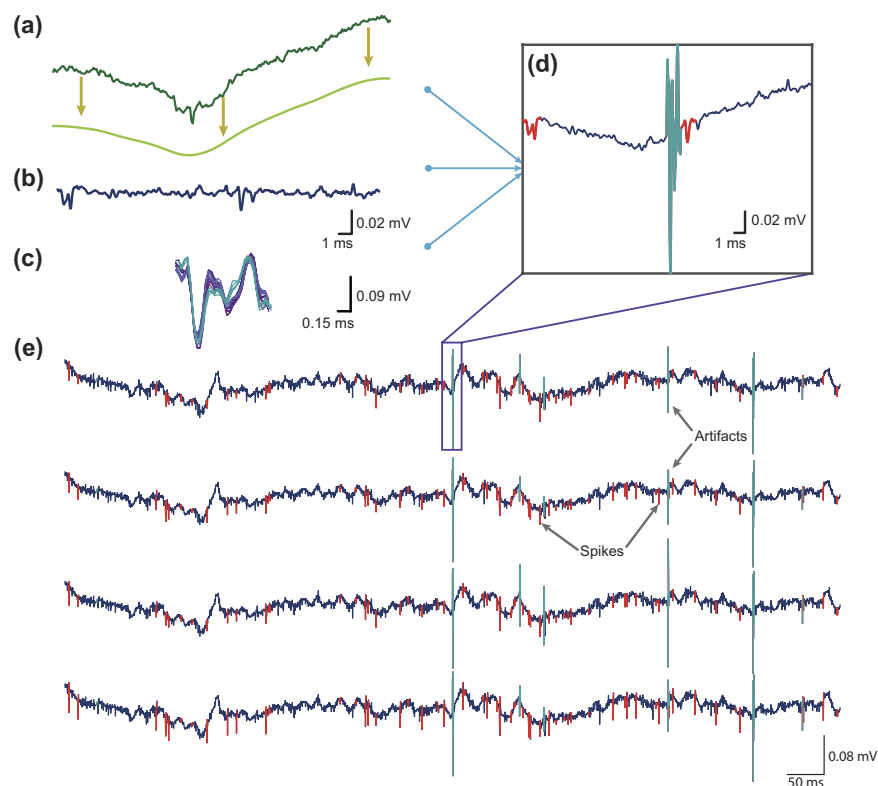 (a)
(d)
(b)
0.02 mV
1 ms
0.02 mV
1 ms
(c)
0.09 mV
0.15 ms
(e)
Artifacts
Spikes
0.08 mV
50 ms